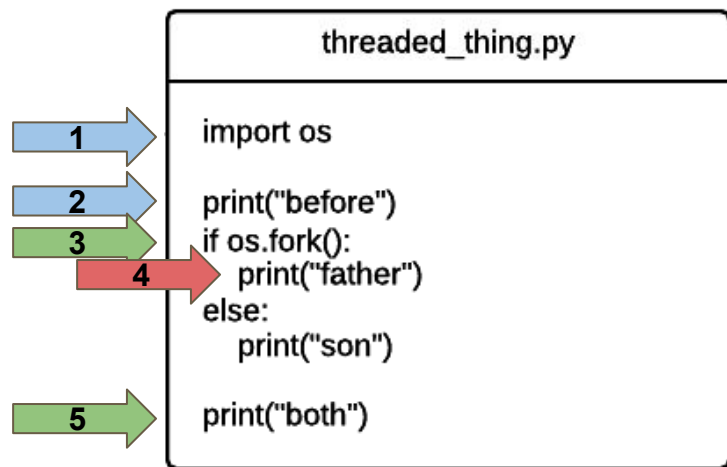 threaded_thing.py
1 import os
2 print("before")
3 if os.fork():
4 print("father")
else:
print("son")
5 print("both")